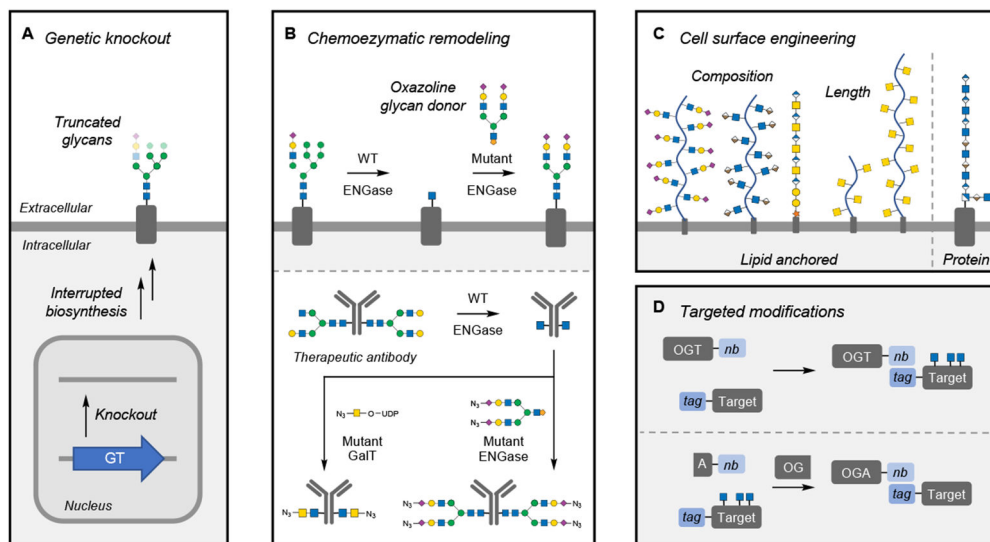 A Genetic knockout
Truncated
glycans
Extracellular
Intracellular
Interrupted
biosynthesis
Knockout
GT
Nucleus
B Chemoezymatic remodeling
Oxazoline
glycan donor
WT
ENGase
Mutant
ENGase
WT
ENGase
Therapeutic antibody
N3 O-UDP
Mutant
GalT
N3
N3
Mutant
ENGase
N3 N3
N3 N3
N3 N3
C Cell surface engineering
Composition
Length
Lipid anchored
Protein
D Targeted modifications
OGT nb
tag Target
OGT nb
tag Target
A nb
tag Target
OG
OGA nb
tag Target